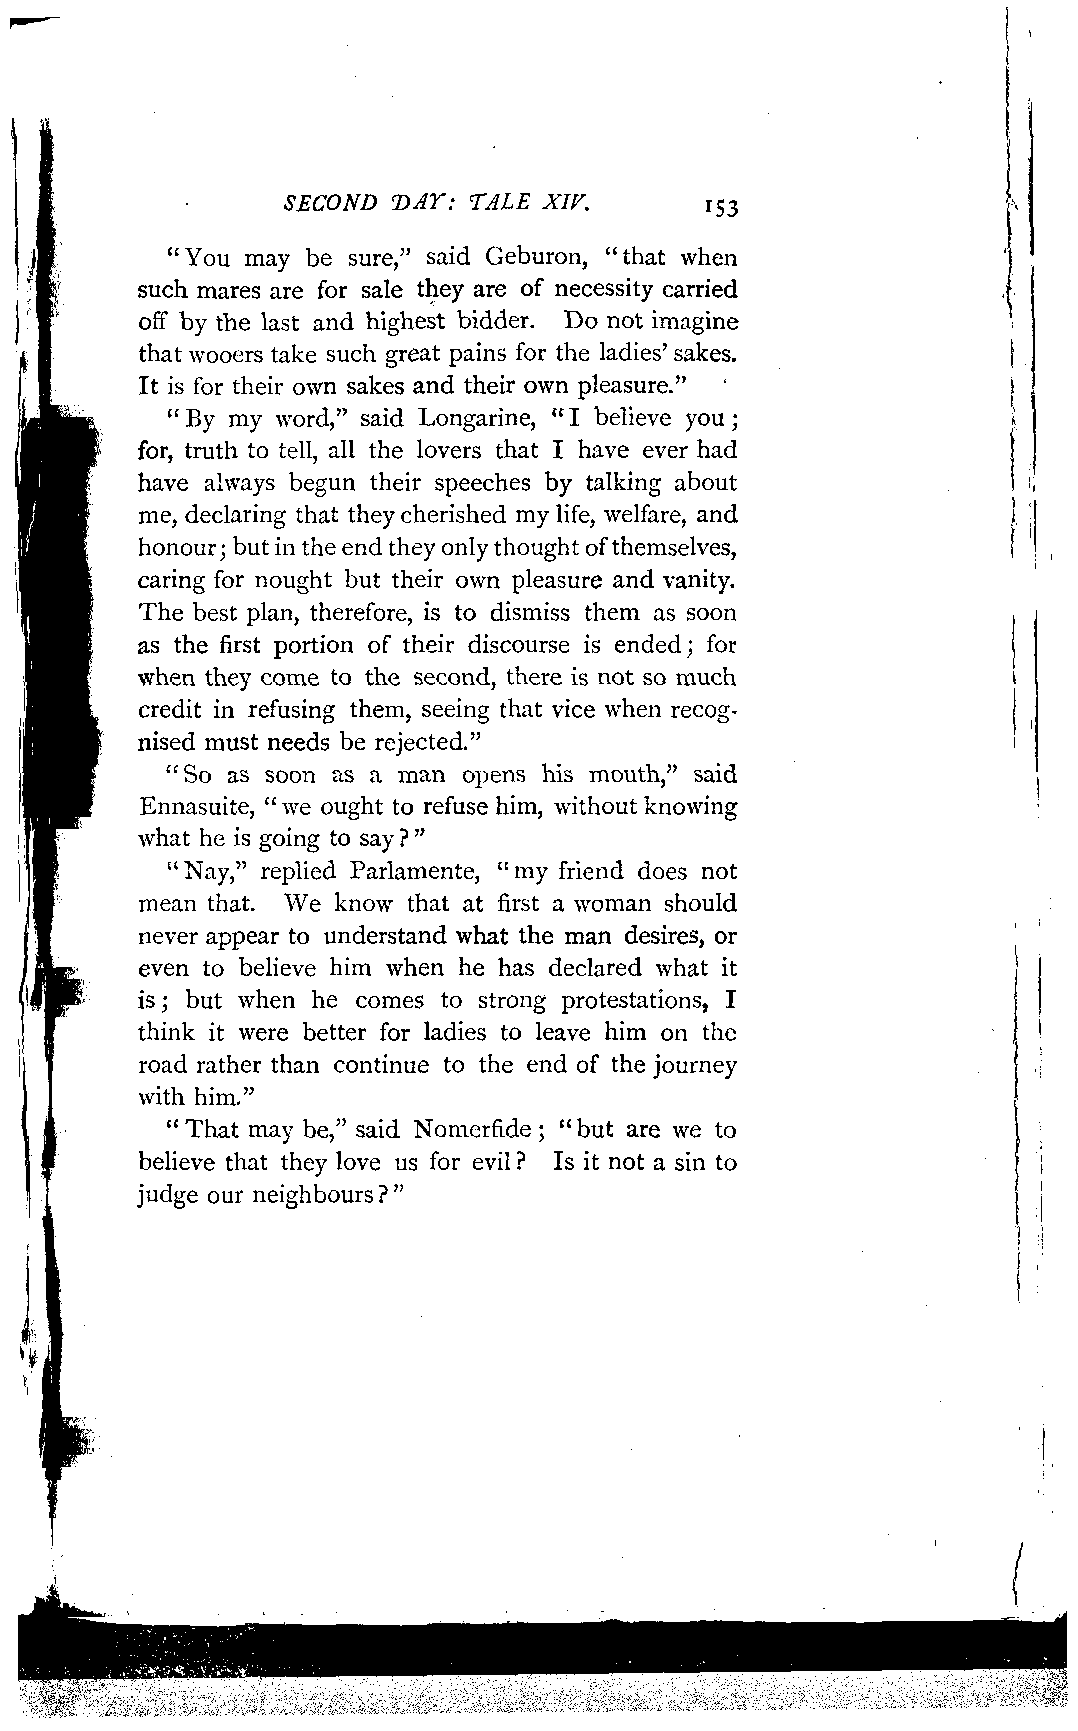 SECOND DAY: TALE XIV. 153
"You may be sure," said Geburon, "that when
such mares are for sale they are of necessity carried
off by the last and highest bidder. Do not imagine
that wooers take such great pains for the ladies' sakes.
It is for their own sakes and their own pleasure."
"By my word," said Longarine, "I believe you;
for, truth to tell, all the lovers that I have ever had
have always begun their speeches by talking about
me, declaring that they cherished my life, welfare, and
honour; but in the end they only thought of themselves,
caring for nought but their own pleasure and vanity.
The best plan, therefore, is to dismiss them as soon
as the first portion of their discourse is ended; for
when they come to the second, there is not so much
credit in refusing them, seeing that vice when recog-
nised must needs be rejected."
"So as soon as a man opens his mouth," said
Ennasuite, "we ought to refuse him, without knowing
what he is going to say?"
"Nay," replied Parlamente, "my friend does not
mean that. We know that at first a woman should
never appear to understand what the man desires, or
even to believe him when he has declared what it
is; but when he comes to strong protestations, I
think it were better for ladies to leave him on the
road rather than continue to the end of the journey
with him."
"That may be," said Nomerfide; "but are we to
believe that they love us for evil? Is it not a sin to
judge our neighbours?"